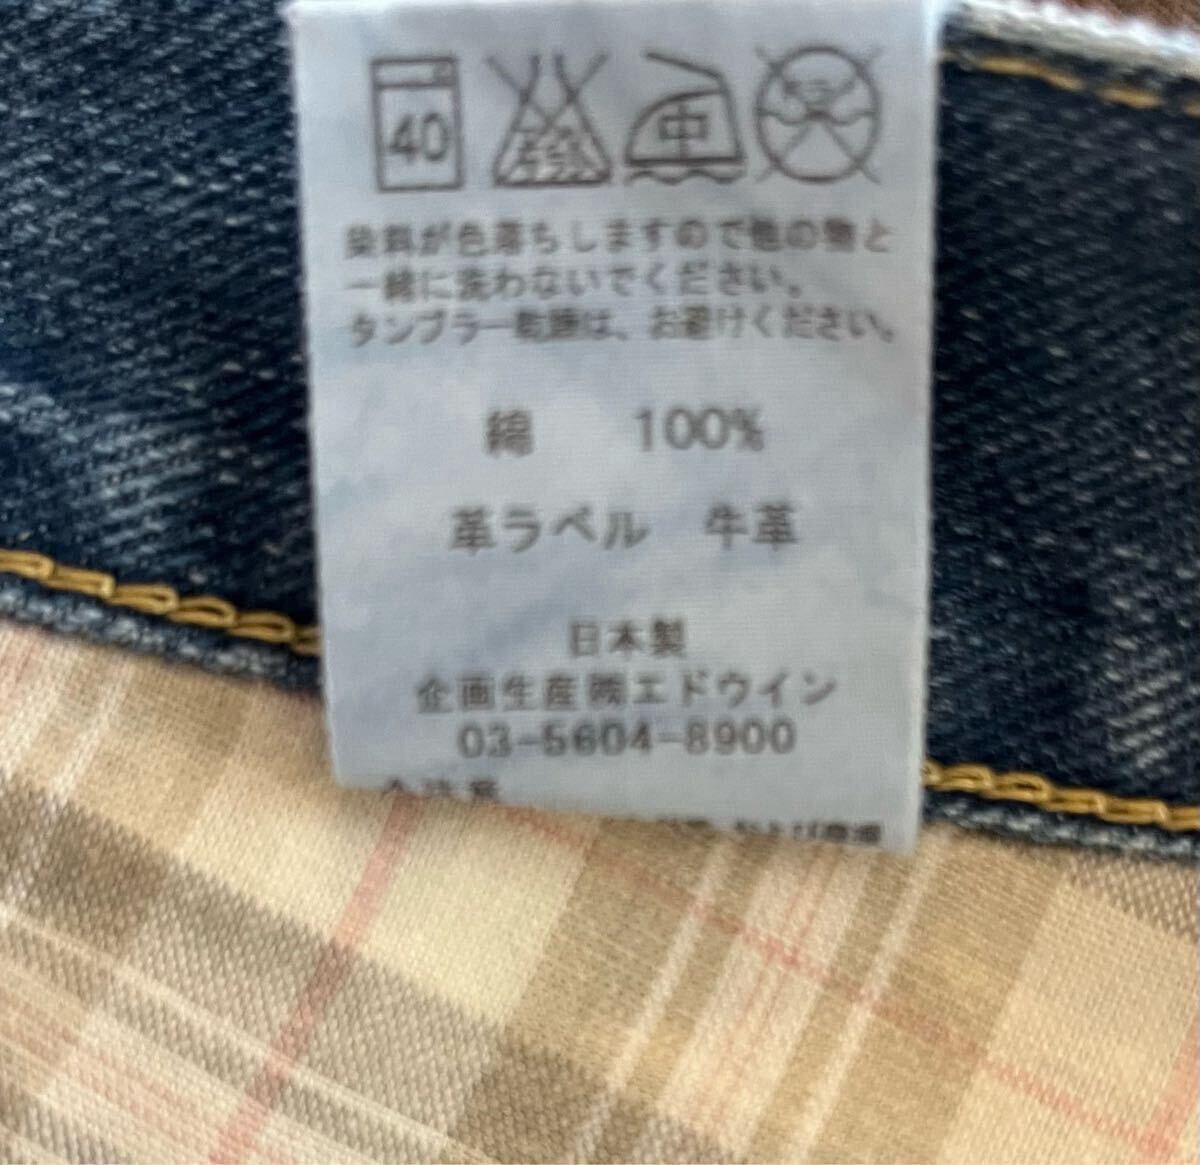 40 中
染料が色落ちしますので他の物と
一緒に洗わないでください。
タンブラー乾燥は、お避けください。
綿 100%
革ラベル 牛革
日本製
企画生産㈱エドウイン
03-5604-8900
および